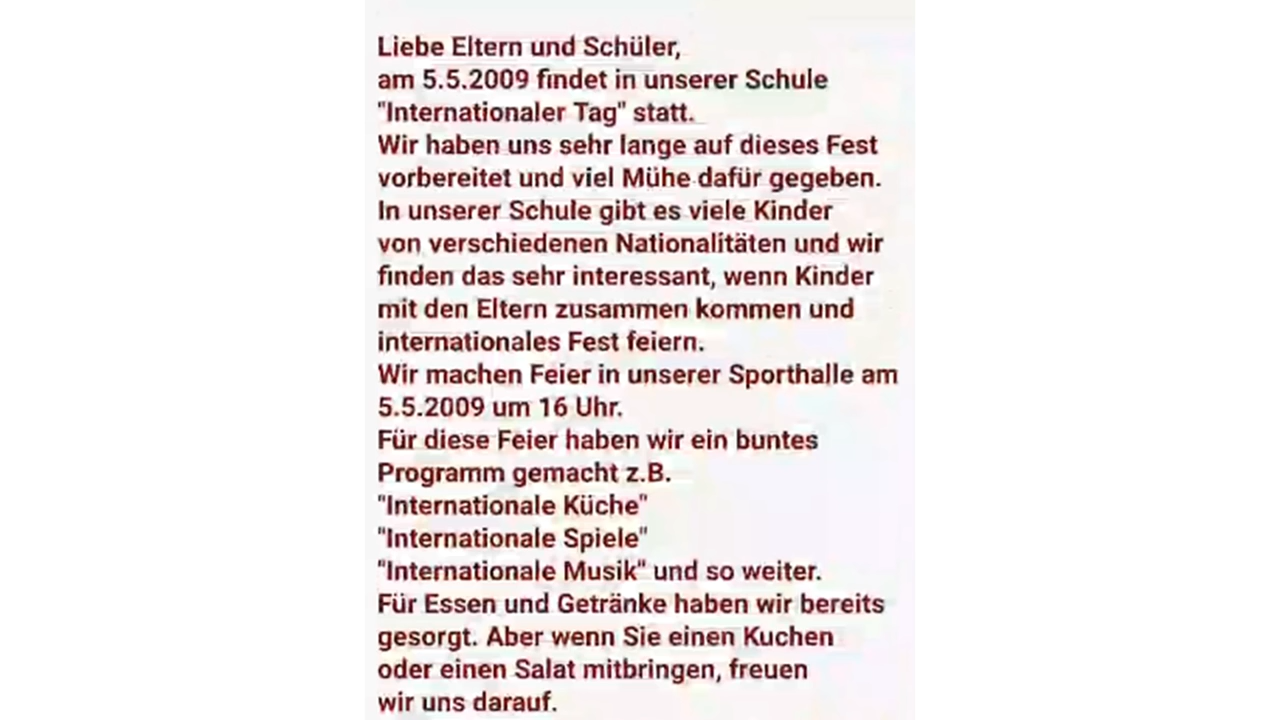 Liebe Eltern und Schüler,
am 5.5.2009 findet in unserer Schule
"Internationaler Tag" statt.
Wir haben uns sehr lange auf dieses Fest
vorbereitet und viel Mühe dafür gegeben.
In unserer Schule gibt es viele Kinder
von verschiedenen Nationalitäten und wir
finden das sehr interessant, wenn Kinder
mit den Eltern zusammen kommen und
internationales Fest feiern.
Wir machen Feier in unserer Sporthalle am
5.5.2009 um 16 Uhr.
Für diese Feier haben wir ein buntes
Programm gemacht z.B.
"Internationale Küche"
"Internationale Spiele"
"Internationale Musik" und so weiter.
Für Essen und Getränke haben wir bereits
gesorgt. Aber wenn Sie einen Kuchen
oder einen Salat mitbringen, freuen
wir uns darauf.